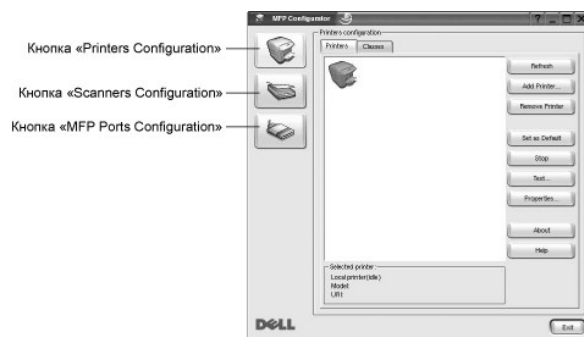 MFP Configurator
Кнопка «Printers Configuration»
Кнопка «Scanners Configuration»
Кнопка «MFP Ports Configuration»
Printers configuration
Printers
Classes
Refresh
Add Printer...
Remove Printer
Set as Default
Stop
Test...
Properties...
About
Help
Selected printer:
Local printer(idle)
Model:
URI:
DELL
Exit